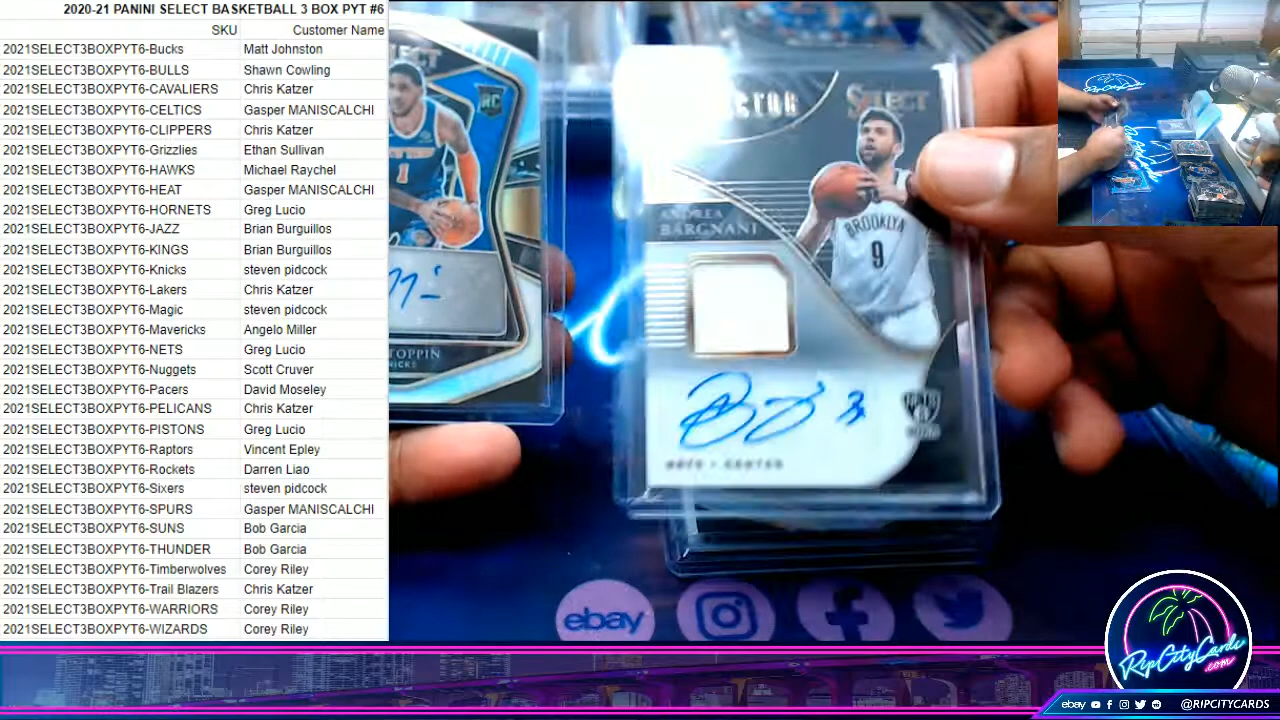 2020-21 PANINI SELECT BASKETBALL 3 BOX PYT #6
SKU Customer Name
2021SELECT3BOXPYT6-Bucks Matt Johnston
2021SELECT3BOXPYT6-BULLS Shawn Cowling
2021SELECT3BOXPYT6-CAVALIERS Chris Katzer
2021SELECT3BOXPYT6-CELTICS Gasper MANISCALCHI
2021SELECT3BOXPYT6-CLIPPERS Chris Katzer
2021SELECT3BOXPYT6-Grizzlies Ethan Sullivan
2021SELECT3BOXPYT6-HAWKS Michael Raychel
2021SELECT3BOXPYT6-HEAT Gasper MANISCALCHI
2021SELECT3BOXPYT6-HORNETS Greg Lucio
2021SELECT3BOXPYT6-JAZZ Brian Burguillos
2021SELECT3BOXPYT6-KINGS Brian Burguillos
2021SELECT3BOXPYT6-Knicks steven pidcock
2021SELECT3BOXPYT6-Lakers Chris Katzer
2021SELECT3BOXPYT6-Magic steven pidcock
2021SELECT3BOXPYT6-Mavericks Angelo Miller
2021SELECT3BOXPYT6-NETS Greg Lucio
2021SELECT3BOXPYT6-Nuggets Scott Cruver
2021SELECT3BOXPYT6-Pacers David Moseley
2021SELECT3BOXPYT6-PELICANS Chris Katzer
2021SELECT3BOXPYT6-PISTONS Greg Lucio
2021SELECT3BOXPYT6-Raptors Vincent Epley
2021SELECT3BOXPYT6-Rockets Darren Liao
2021SELECT3BOXPYT6-Sixers steven pidcock
2021SELECT3BOXPYT6-SPURS Gasper MANISCALCHI
2021SELECT3BOXPYT6-SUNS Bob Garcia
2021SELECT3BOXPYT6-THUNDER Bob Garcia
2021SELECT3BOXPYT6-Timberwolves Corey Riley
2021SELECT3BOXPYT6-Trail Blazers Chris Katzer
2021SELECT3BOXPYT6-WARRIORS Corey Riley
2021SELECT3BOXPYT6-WIZARDS Corey Riley
RC
1
TOPPIN
SELECT
ANDREA
BARGNANI
BROOKLYN
9
ebay
RipCityCards
.com
ebay @RIPCITYCARDS